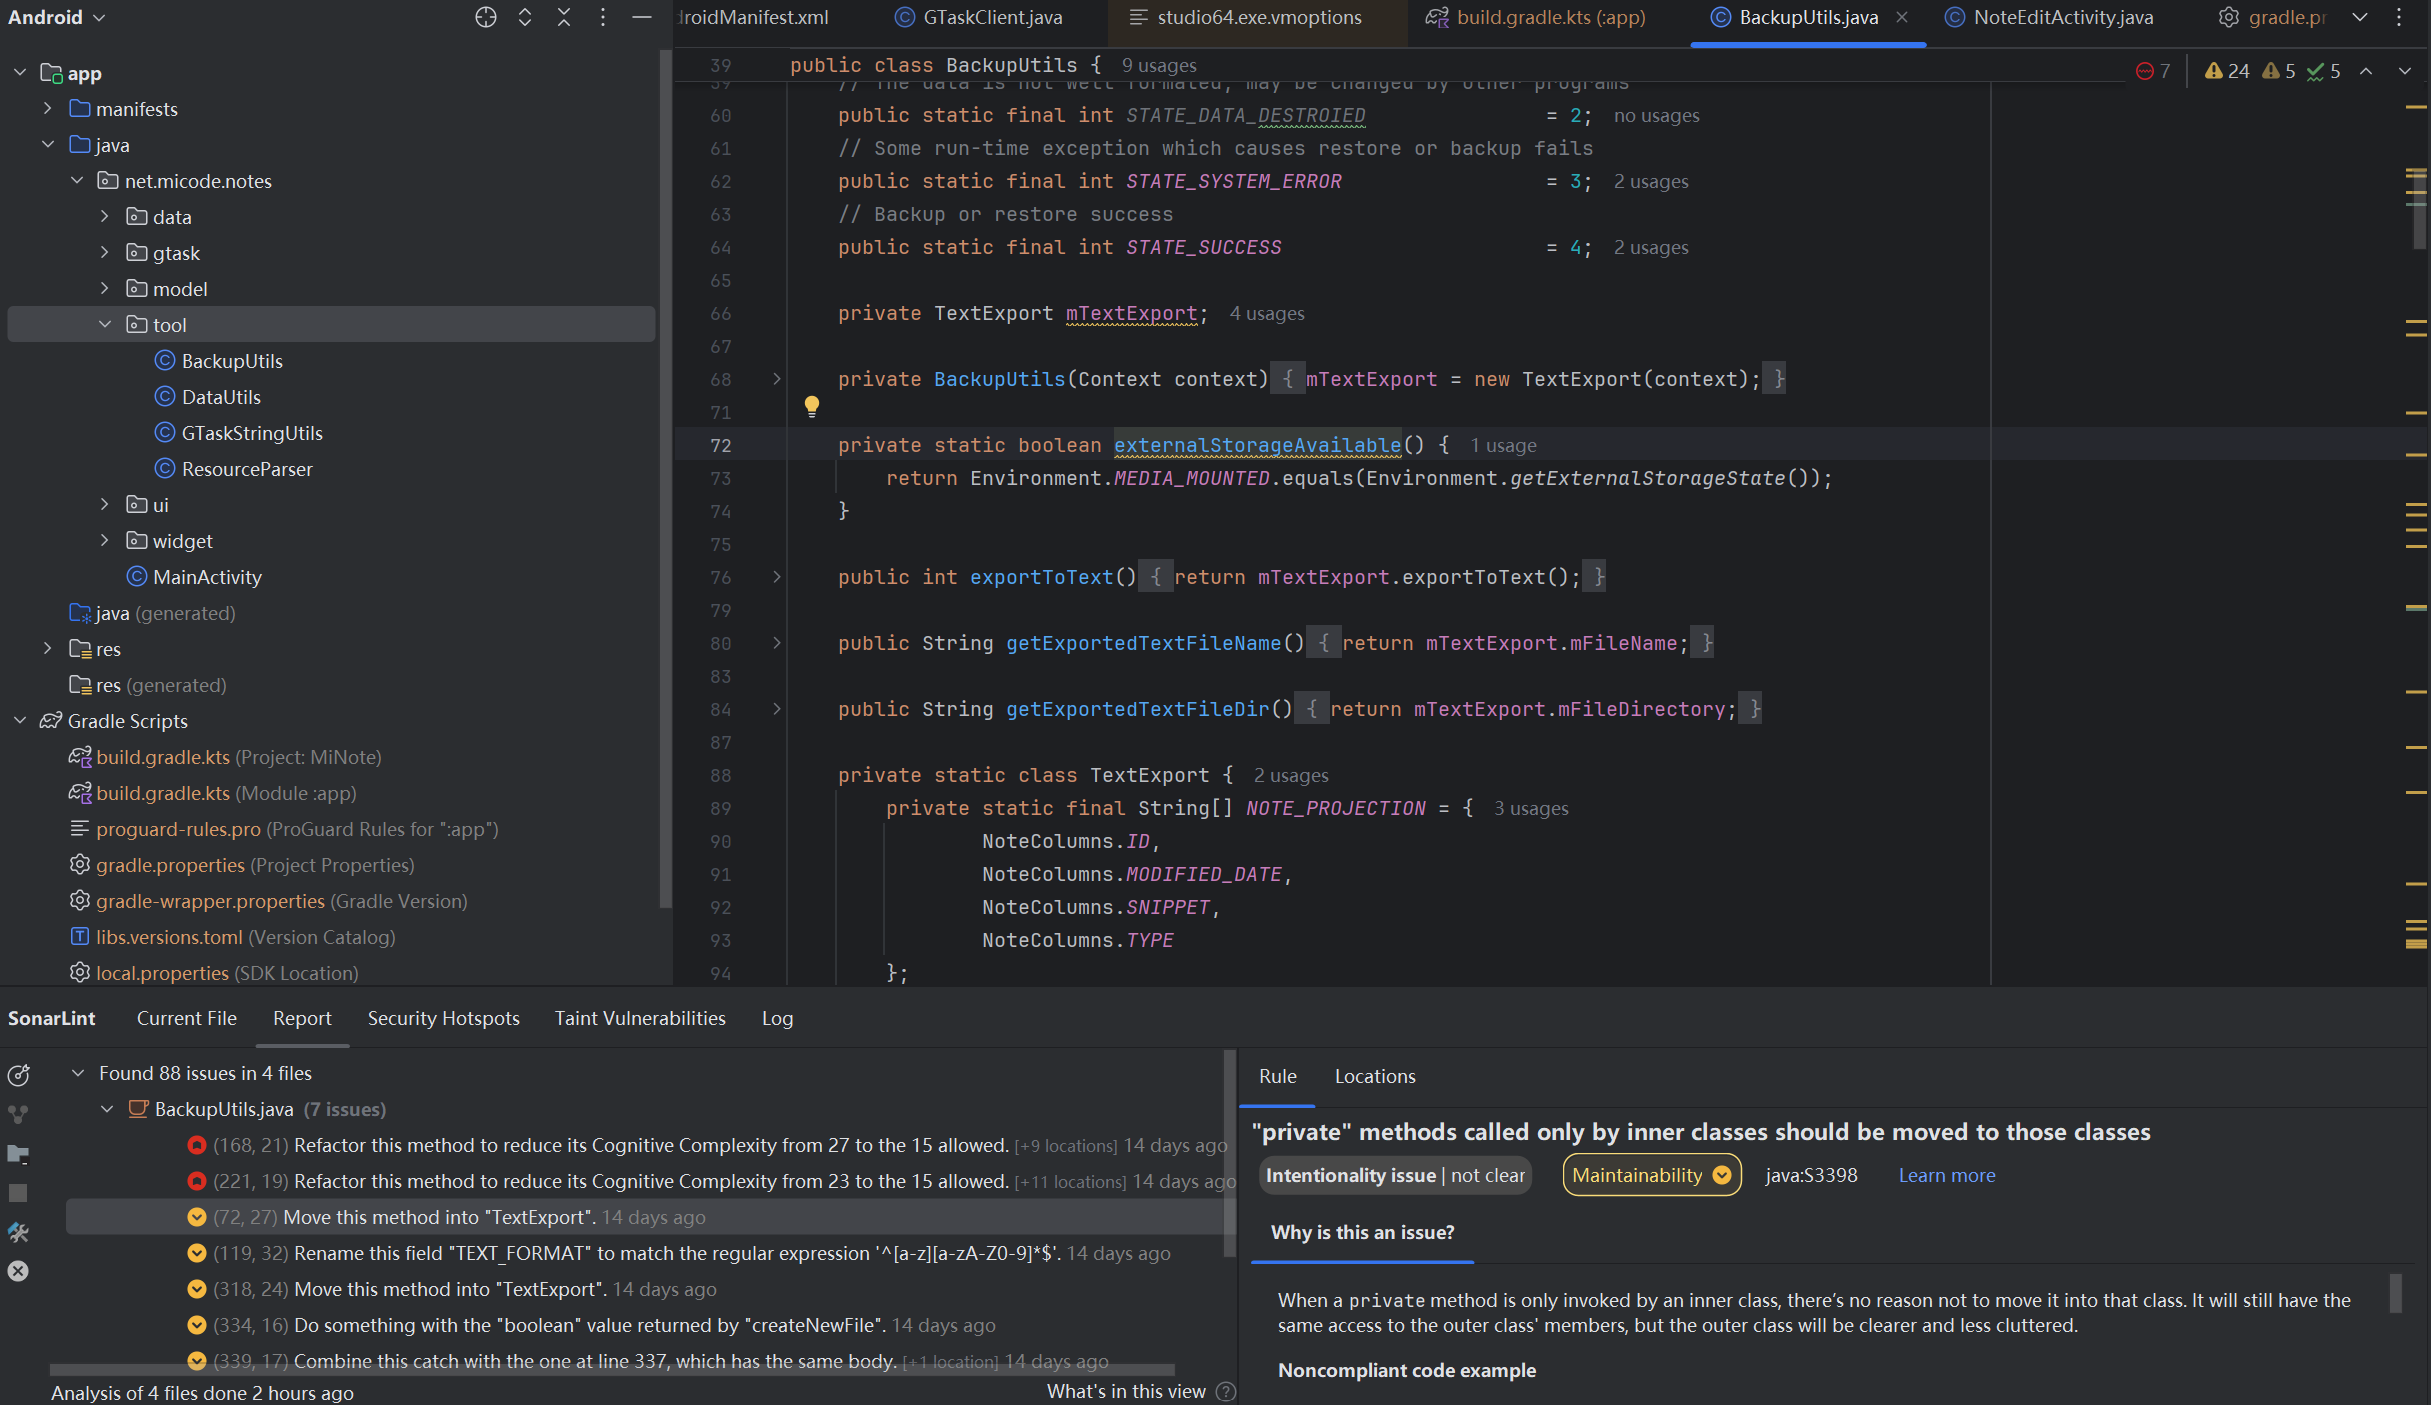 Android
droidManifest.xml
GTaskClient.java
studio64.exe.vmoptions
build.gradle.kts (:app)
BackupUtils.java
NoteEditActivity.java
gradle.pr
app
manifests
java
net.micode.notes
data
gtask
model
tool
BackupUtils
DataUtils
GTaskStringUtils
ResourceParser
ui
widget
MainActivity
java (generated)
res
res (generated)
Gradle Scripts
build.gradle.kts (Project: MiNote)
build.gradle.kts (Module :app)
proguard-rules.pro (ProGuard Rules for ":app")
gradle.properties (Project Properties)
gradle-wrapper.properties (Gradle Version)
libs.versions.toml (Version Catalog)
local.properties (SDK Location)
39 public class BackupUtils { 9 usages
7 24 5 5
59 // The data is not well formated, may be changed by other programs
60 public static final int STATE_DATA_DESTROIED = 2; no usages
61 // Some run-time exception which causes restore or backup fails
62 public static final int STATE_SYSTEM_ERROR = 3; 2 usages
63 // Backup or restore success
64 public static final int STATE_SUCCESS = 4; 2 usages
65
66 private TextExport mTextExport; 4 usages
67
68 private BackupUtils(Context context) { mTextExport = new TextExport(context); }
71
72 private static boolean externalStorageAvailable() { 1 usage
73 return Environment.MEDIA_MOUNTED.equals(Environment.getExternalStorageState());
74 }
75
76 public int exportToText() { return mTextExport.exportToText(); }
79
80 public String getExportedTextFileName() { return mTextExport.mFileName; }
83
84 public String getExportedTextFileDir() { return mTextExport.mFileDirectory; }
87
88 private static class TextExport { 2 usages
89 private static final String[] NOTE_PROJECTION = { 3 usages
90 NoteColumns.ID,
91 NoteColumns.MODIFIED_DATE,
92 NoteColumns.SNIPPET,
93 NoteColumns.TYPE
94 };
SonarLint
Current File
Report
Security Hotspots
Taint Vulnerabilities
Log
Found 88 issues in 4 files
BackupUtils.java (7 issues)
(168, 21) Refactor this method to reduce its Cognitive Complexity from 27 to the 15 allowed. [+9 locations] 14 days ago
(221, 19) Refactor this method to reduce its Cognitive Complexity from 23 to the 15 allowed. [+11 locations] 14 days ago
(72, 27) Move this method into "TextExport". 14 days ago
(119, 32) Rename this field "TEXT_FORMAT" to match the regular expression '^[a-z][a-zA-Z0-9]*$'. 14 days ago
(318, 24) Move this method into "TextExport". 14 days ago
(334, 16) Do something with the "boolean" value returned by "createNewFile". 14 days ago
(339, 17) Combine this catch with the one at line 337, which has the same body. [+1 location] 14 days ago
Analysis of 4 files done 2 hours ago
What's in this view
Rule
Locations
"private" methods called only by inner classes should be moved to those classes
Intentionality issue | not clear
Maintainability
java:S3398
Learn more
Why is this an issue?
When a private method is only invoked by an inner class, there's no reason not to move it into that class. It will still have the
same access to the outer class' members, but the outer class will be clearer and less cluttered.
Noncompliant code example